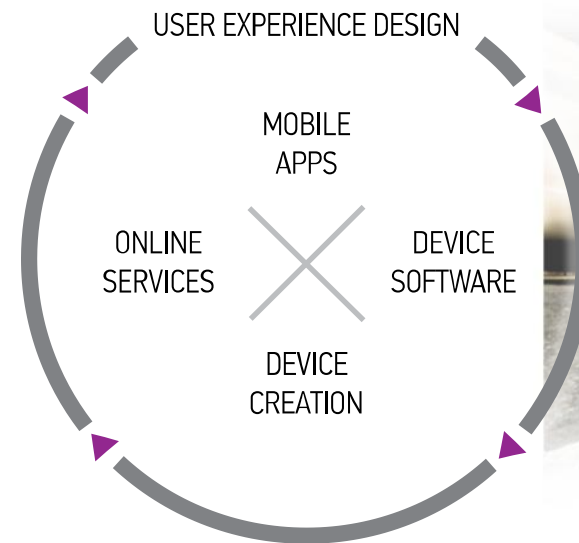 USER EXPERIENCE DESIGN
MOBILE
APPS
ONLINE
SERVICES
DEVICE
SOFTWARE
DEVICE
CREATION